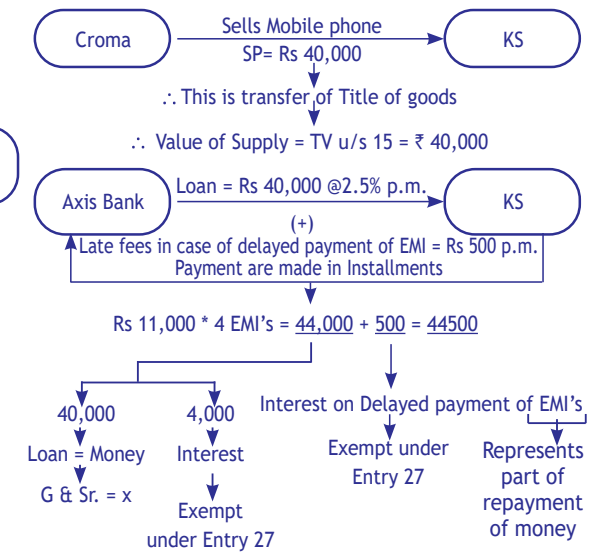 Croma
Sells Mobile phone
SP= Rs 40,000
KS
∴ This is transfer of Title of goods
∴ Value of Supply = TV u/s 15 = ₹ 40,000
Axis Bank
Loan = Rs 40,000 @2.5% p.m.
KS
(+)
Late fees in case of delayed payment of EMI = Rs 500 p.m.
Payment are made in Installments
Rs 11,000 * 4 EMI's = 44,000 + 500 = 44500
40,000
Loan = Money
G & Sr. = x
4,000
Interest
Exempt
under Entry 27
Interest on Delayed payment of EMI's
Exempt under
Entry 27
Represents
part of
repayment
of money